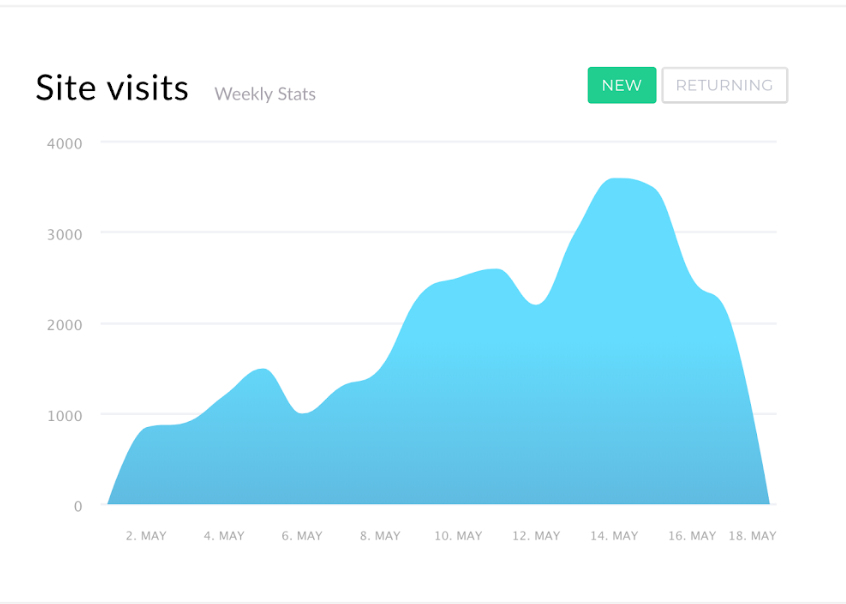 Site visits Weekly Stats NEW RETURNING
4000
3000
2000
1000
0
2. MAY 4. MAY 6. MAY 8. MAY 10. MAY 12. MAY 14. MAY 16. MAY 18. MAY